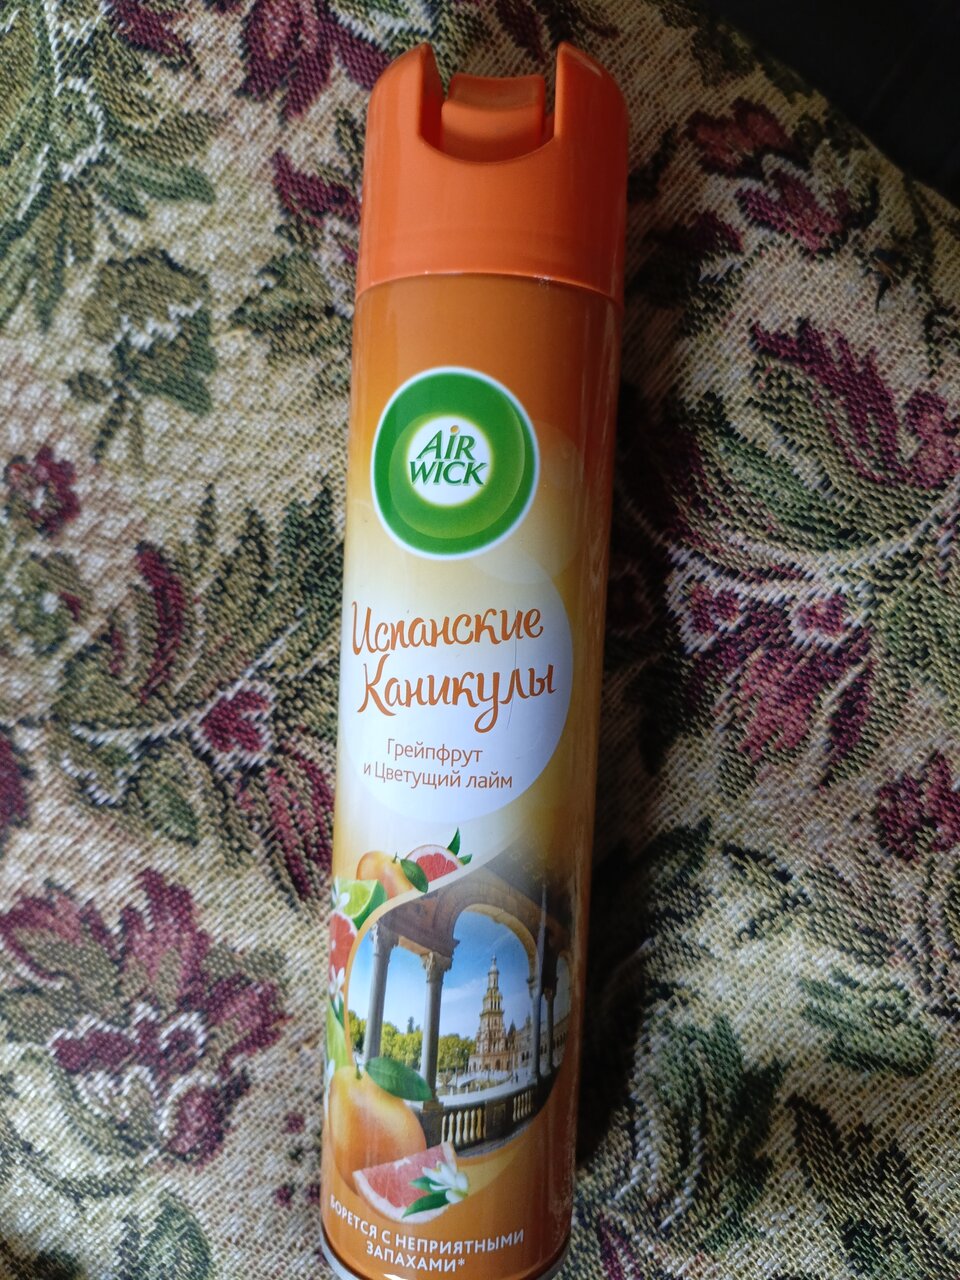 AiR
WICK
Испанские
Каникулы
Грейпфрут
и Цветущий лайм
БОРЕТСЯ С НЕПРИЯТНЫМИ
ЗАПАХАМИ*